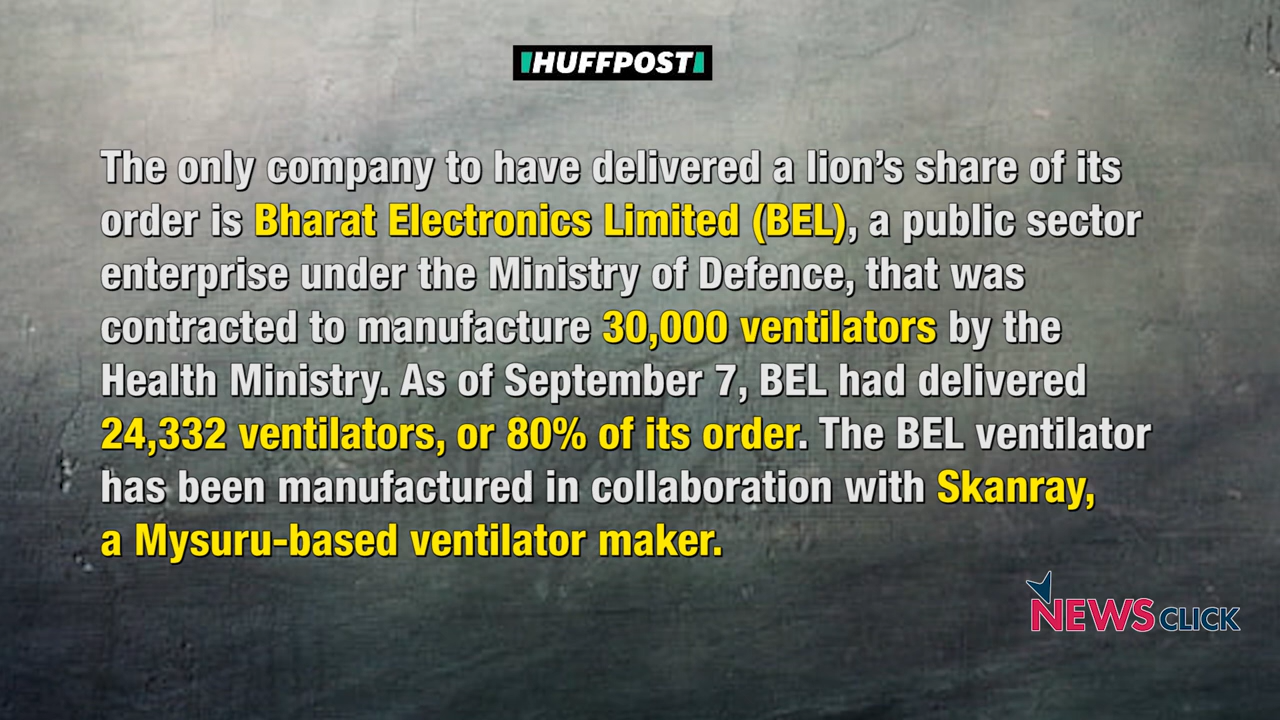 HUFFPOST
The only company to have delivered a lion’s share of its
order is Bharat Electronics Limited (BEL), a public sector
enterprise under the Ministry of Defence, that was
contracted to manufacture 30,000 ventilators by the
Health Ministry. As of September 7, BEL had delivered
24,332 ventilators, or 80% of its order. The BEL ventilator
has been manufactured in collaboration with Skanray,
a Mysuru-based ventilator maker.
NEWSCLICK